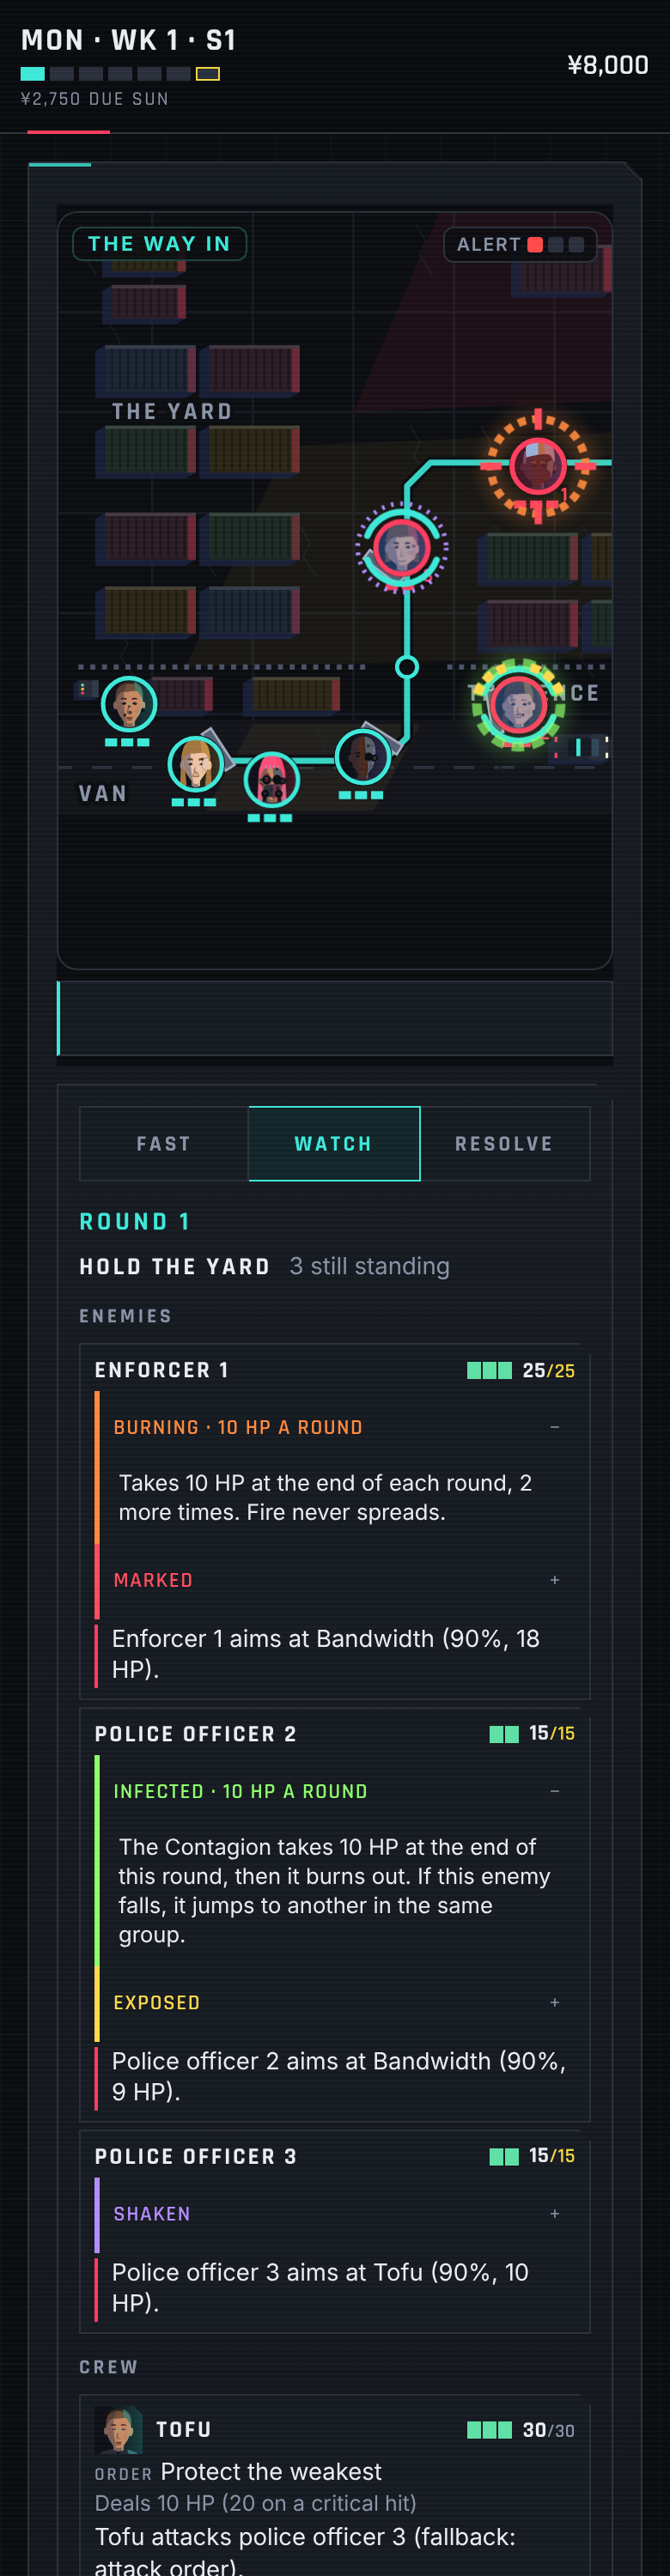 MON · WK 1 · S1
¥8,000
¥2,750 DUE SUN
THE WAY IN
ALERT
THE YARD
1
VAN
FAST
WATCH
RESOLVE
ROUND 1
HOLD THE YARD 3 still standing
ENEMIES
ENFORCER 1
25/25
BURNING · 10 HP A ROUND
−
Takes 10 HP at the end of each round, 2
more times. Fire never spreads.
MARKED
+
Enforcer 1 aims at Bandwidth (90%, 18
HP).
POLICE OFFICER 2
15/15
INFECTED · 10 HP A ROUND
−
The Contagion takes 10 HP at the end of
this round, then it burns out. If this enemy
falls, it jumps to another in the same
group.
EXPOSED
+
Police officer 2 aims at Bandwidth (90%,
9 HP).
POLICE OFFICER 3
15/15
SHAKEN
+
Police officer 3 aims at Tofu (90%, 10
HP).
CREW
TOFU
30/30
ORDER Protect the weakest
Deals 10 HP (20 on a critical hit)
Tofu attacks police officer 3 (fallback:
attack order).